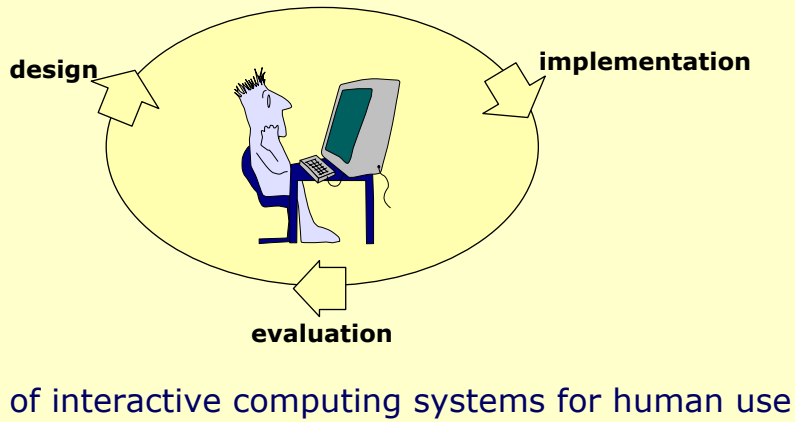 design
implementation
evaluation
of interactive computing systems for human use